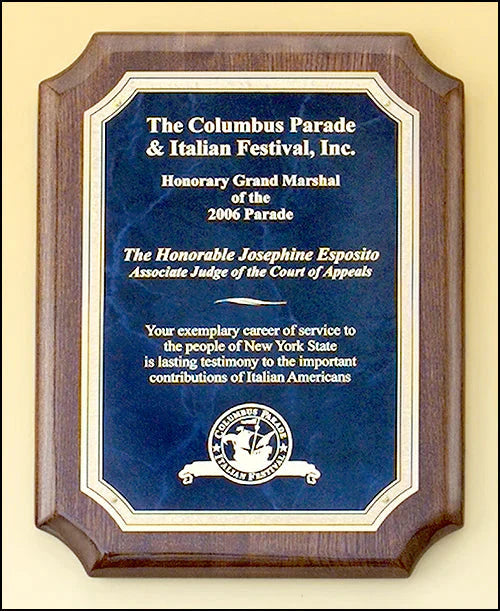 The Columbus Parade
& Italian Festival, Inc.
Honorary Grand Marshal
of the
2006 Parade
The Honorable Josephine Esposito
Associate Judge of the Court of Appeals
Your exemplary career of service to
the people of New York State
is lasting testimony to the important
contributions of Italian Americans
COLUMBUS PARADE
ITALIAN FESTIVAL